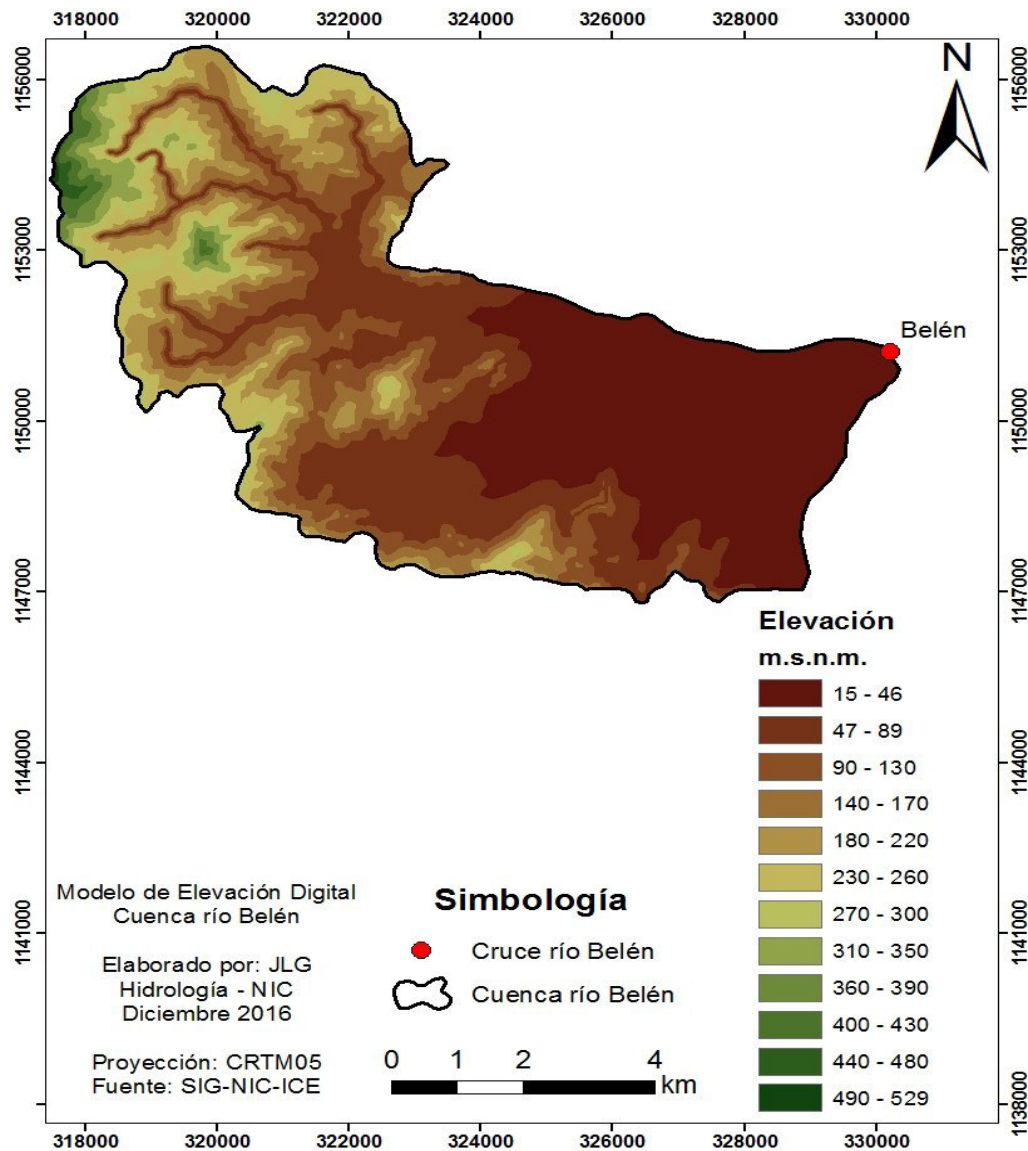 318000 320000 322000 324000 326000 328000 330000
1156000
1153000
1150000
1147000
1144000
1141000
1138000
N
1156000
1153000
1150000
1147000
1144000
1141000
1138000
Belén
Elevación
m.s.n.m.
15 - 46
47 - 89
90 - 130
140 - 170
180 - 220
230 - 260
270 - 300
310 - 350
360 - 390
400 - 430
440 - 480
490 - 529
Modelo de Elevación Digital
Cuenca río Belén
Elaborado por: JLG
Hidrología - NIC
Diciembre 2016
Proyección: CRTM05
Fuente: SIG-NIC-ICE
Simbología
Cruce río Belén
Cuenca río Belén
0 1 2 4
km
318000 320000 322000 324000 326000 328000 330000